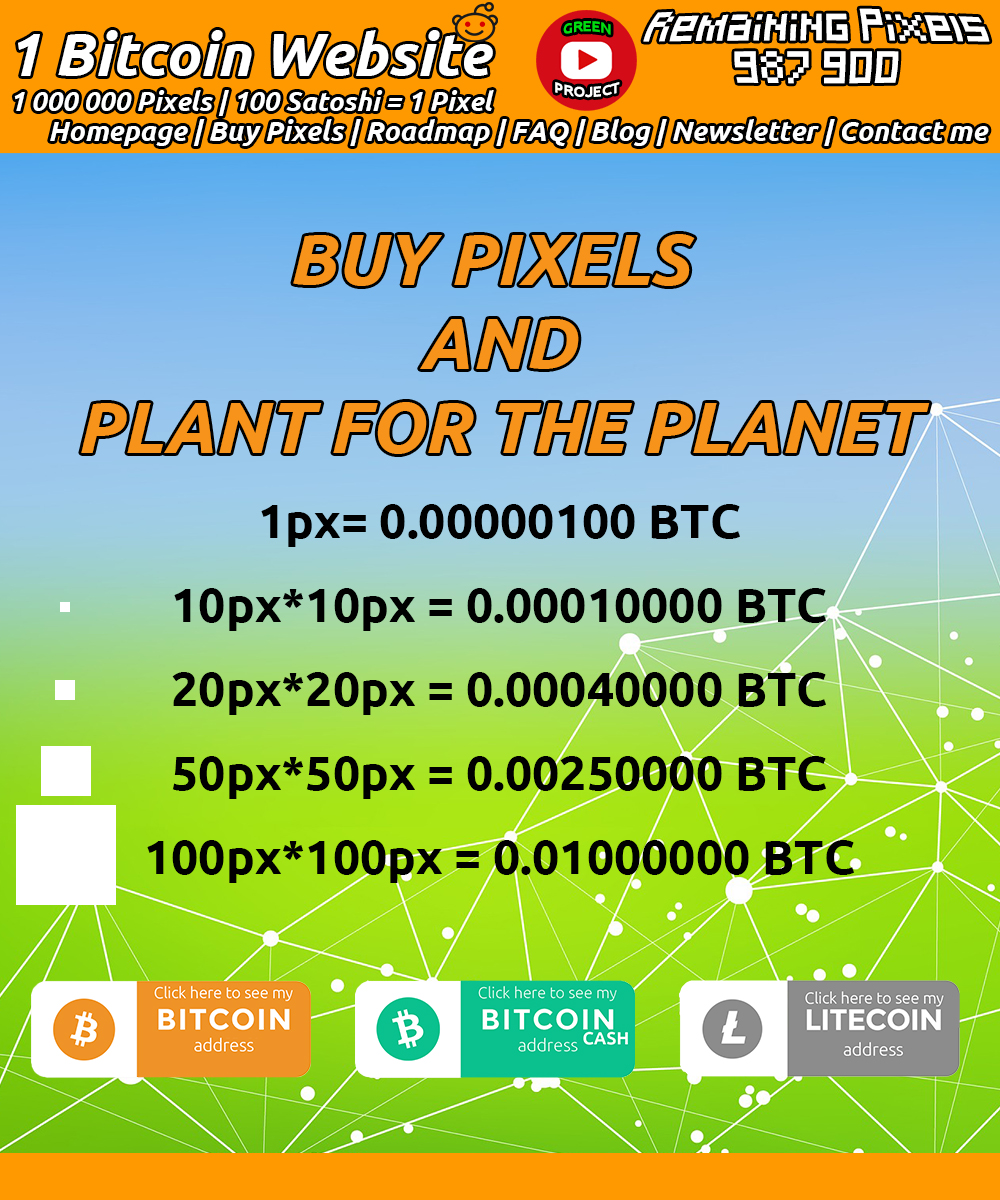 1 Bitcoin Website
1 000 000 Pixels | 100 Satoshi = 1 Pixel
GREEN
PROJECT
Remaining Pixels
987 900
Homepage | Buy Pixels | Roadmap | FAQ | Blog | Newsletter | Contact me
BUY PIXELS
AND
PLANT FOR THE PLANET
1px= 0.00000100 BTC
10px*10px = 0.00010000 BTC
20px*20px = 0.00040000 BTC
50px*50px = 0.00250000 BTC
100px*100px = 0.01000000 BTC
Click here to see my
BITCOIN
address
Click here to see my
BITCOIN
CASH
address
Click here to see my
LITECOIN
address